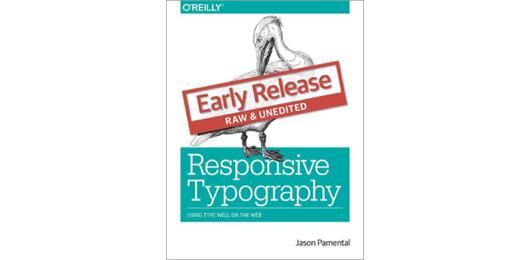 O'REILLY®
Early Release
RAW & UNEDITED
Responsive
Typography
USING TYPE WELL ON THE WEB
Jason Pamental